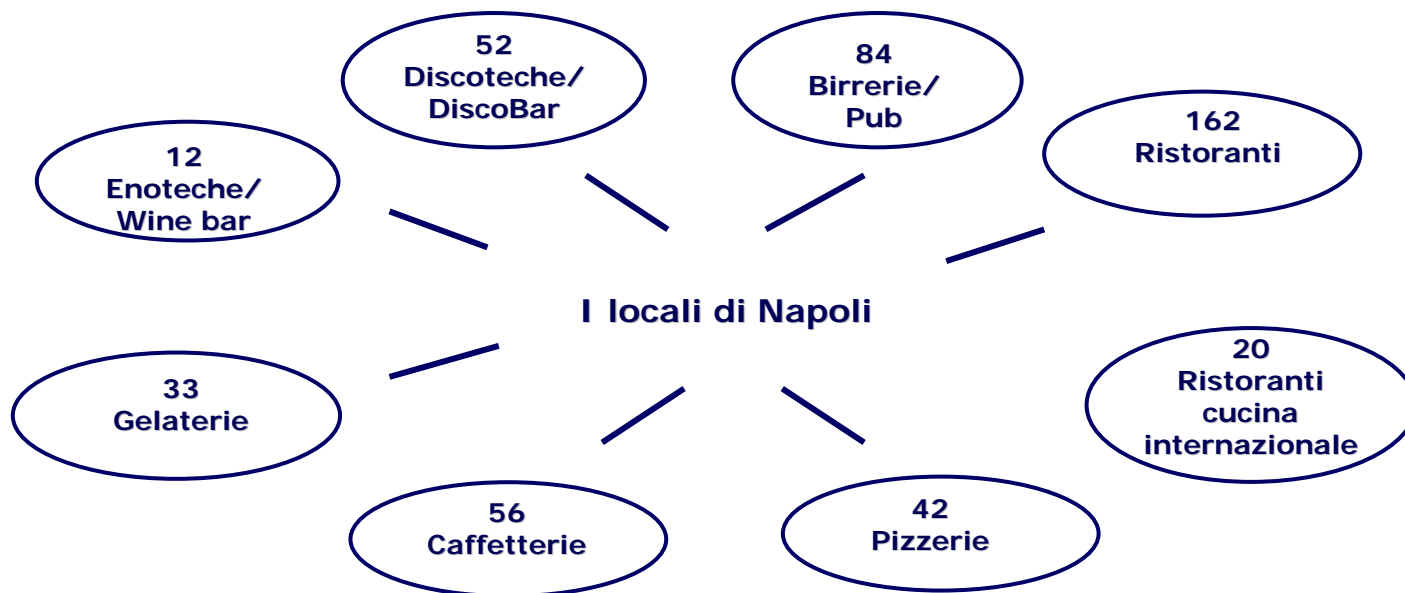 52
Discoteche/
DiscoBar
84
Birrerie/
Pub
162
Ristoranti
12
Enoteche/
Wine bar
I locali di Napoli
33
Gelaterie
20
Ristoranti
cucina
internazionale
56
Caffetterie
42
Pizzerie